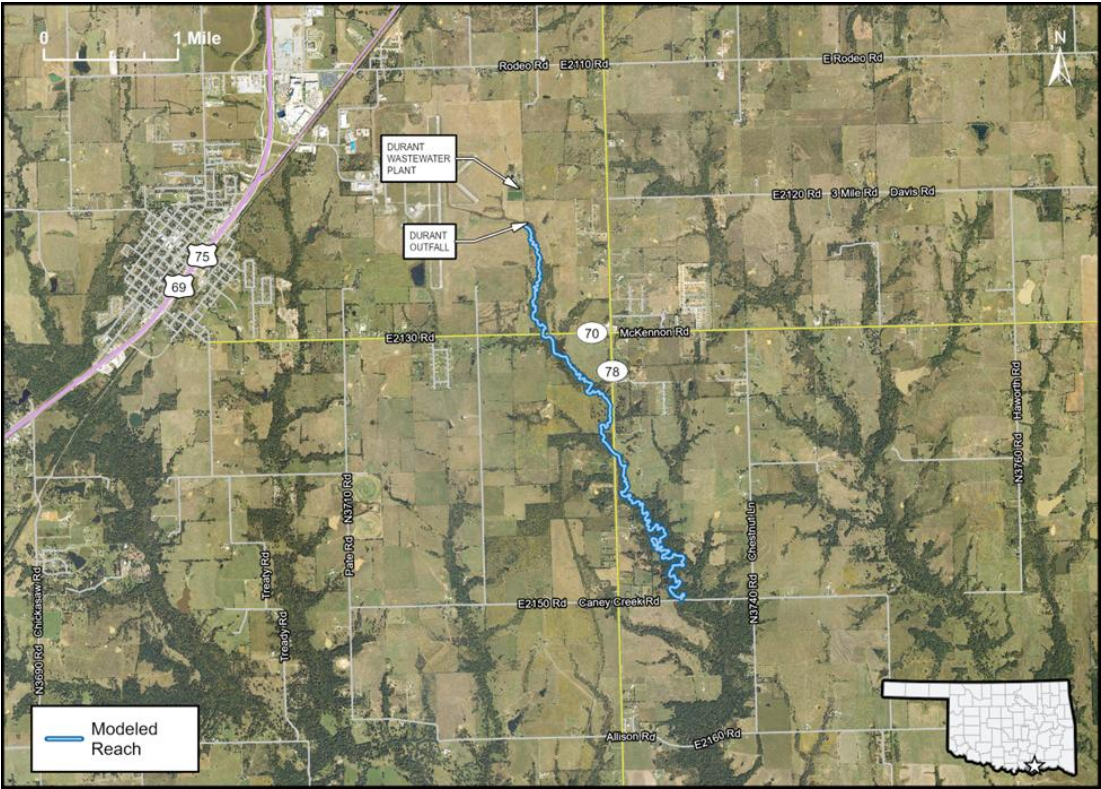 0 1 Mile
N
Rodeo Rd E2110 Rd
E Rodeo Rd
DURANT
WASTEWATER
PLANT
E2120 Rd 3 Mile Rd Davis Rd
DURANT
OUTFALL
75
69
E2130 Rd
70
McKennon Rd
78
N3710 Rd
Pate Rd
N3760 Rd Haworth Rd
Chestnut Ln
N3740 Rd
Treaty Rd
Tready Rd
N3690 Rd Chickasaw Rd
E2150 Rd Caney Creek Rd
Allison Rd
E2160 Rd
Modeled
Reach